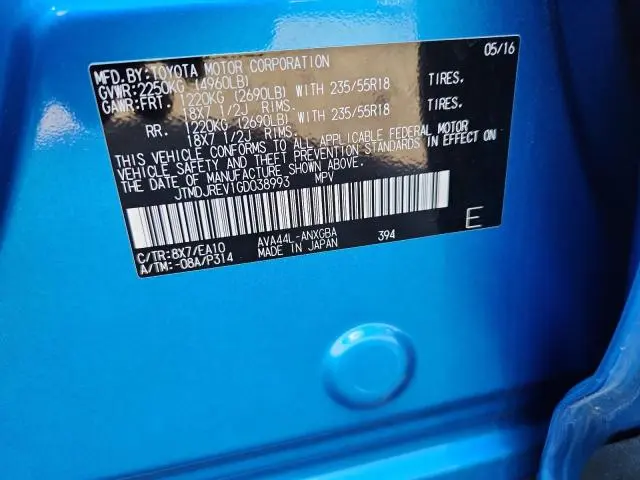 MFD.BY:TOYOTA MOTOR CORPORATION 05/16
GVWR:2250KG (4960LB)
GAWR:FRT. 1220KG (2690LB) WITH 235/55R18 TIRES,
18X7 1/2J RIMS.
RR. 1220KG (2690LB) WITH 235/55R18 TIRES,
18X7 1/2J RIMS.
THIS VEHICLE CONFORMS TO ALL APPLICABLE FEDERAL MOTOR
VEHICLE SAFETY AND THEFT PREVENTION STANDARDS IN EFFECT ON
THE DATE OF MANUFACTURE SHOWN ABOVE.
JTMDJREV1GD038993 MPV
C/TR:8X7/EA10 AVA44L-ANXGBA 394 E
A/TM:-08A/P314 MADE IN JAPAN